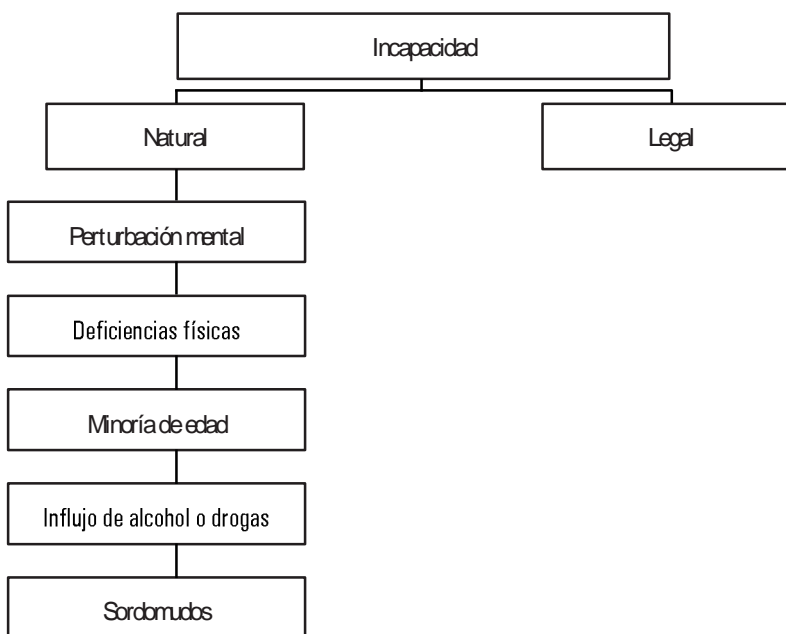 Incapacidad
Natural
Legal
Perturbación mental
Deficiencias físicas
Minoría de edad
Influjo de alcohol o drogas
Sordomudos